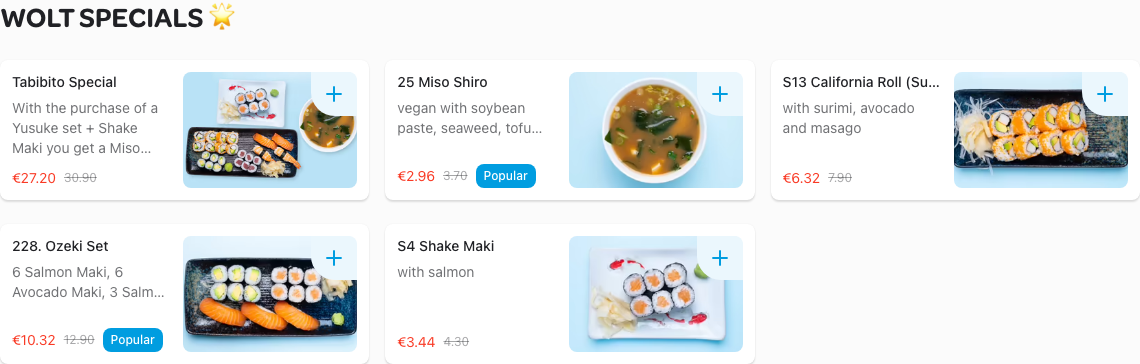 WOLT SPECIALS 🌟
Tabibito Special
With the purchase of a
Yusuke set + Shake
Maki you get a Miso...
€27.20 30.90
25 Miso Shiro
vegan with soybean
paste, seaweed, tofu...
€2.96 3.70 Popular
S13 California Roll (Su...
with surimi, avocado
and masago
€6.32 7.90
228. Ozeki Set
6 Salmon Maki, 6
Avocado Maki, 3 Salm...
€10.32 12.90 Popular
S4 Shake Maki
with salmon
€3.44 4.30